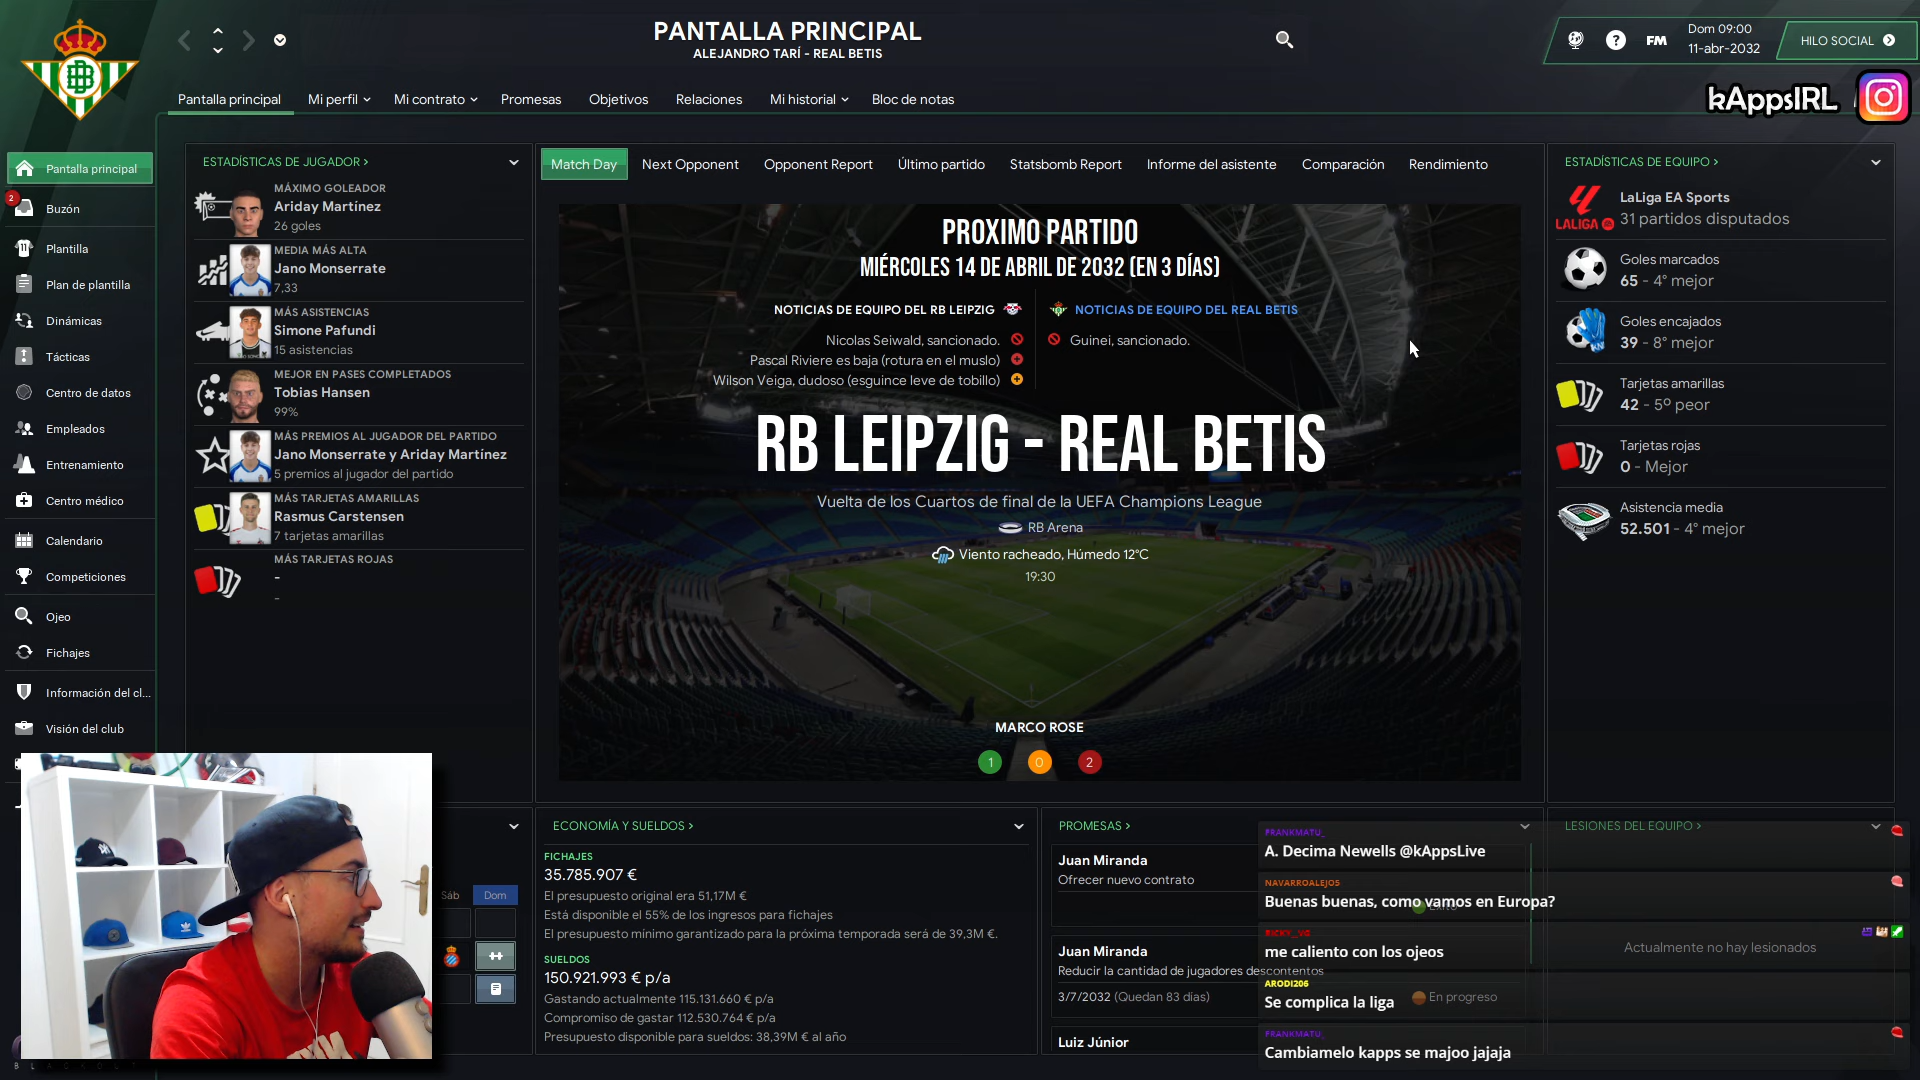 PANTALLA PRINCIPAL
ALEJANDRO TARÍ - REAL BETIS
FM
Dom 09:00
11-abr-2032
HILO SOCIAL
kAppsIRL
Pantalla principal
Mi perfil
Mi contrato
Promesas
Objetivos
Relaciones
Mi historial
Bloc de notas
Pantalla principal
2
Buzón
Plantilla
Plan de plantilla
Dinámicas
Tácticas
Centro de datos
Empleados
Entrenamiento
Centro médico
Calendario
Competiciones
Ojeo
Fichajes
Información del cl...
Visión del club
ESTADÍSTICAS DE JUGADOR >
MÁXIMO GOLEADOR
Ariday Martínez
26 goles
MEDIA MÁS ALTA
Jano Monserrate
7,33
MÁS ASISTENCIAS
Simone Pafundi
15 asistencias
MEJOR EN PASES COMPLETADOS
Tobias Hansen
99%
MÁS PREMIOS AL JUGADOR DEL PARTIDO
Jano Monserrate y Ariday Martínez
5 premios al jugador del partido
MÁS TARJETAS AMARILLAS
Rasmus Carstensen
7 tarjetas amarillas
MÁS TARJETAS ROJAS
-
-
Match Day
Next Opponent
Opponent Report
Último partido
Statsbomb Report
Informe del asistente
Comparación
Rendimiento
PROXIMO PARTIDO
MIÉRCOLES 14 DE ABRIL DE 2032 (EN 3 DÍAS)
NOTICIAS DE EQUIPO DEL RB LEIPZIG
Nicolas Seiwald, sancionado.
Pascal Riviere es baja (rotura en el muslo)
Wilson Veiga, dudoso (esguince leve de tobillo)
NOTICIAS DE EQUIPO DEL REAL BETIS
Guinei, sancionado.
RB LEIPZIG - REAL BETIS
Vuelta de los Cuartos de final de la UEFA Champions League
RB Arena
Viento racheado, Húmedo 12°C
19:30
MARCO ROSE
1
0
2
ESTADÍSTICAS DE EQUIPO >
LALIGA
LaLiga EA Sports
31 partidos disputados
Goles marcados
65 - 4° mejor
Goles encajados
39 - 8° mejor
Tarjetas amarillas
42 - 5º peor
Tarjetas rojas
0 - Mejor
Asistencia media
52.501 - 4° mejor
Sáb
Dom
ECONOMÍA Y SUELDOS >
FICHAJES
35.785.907 €
El presupuesto original era 51,17M €
Está disponible el 55% de los ingresos para fichajes
El presupuesto mínimo garantizado para la próxima temporada será de 39,3M €.
SUELDOS
150.921.993 € p/a
Gastando actualmente 115.131.660 € p/a
Compromiso de gastar 112.530.764 € p/a
Presupuesto disponible para sueldos: 38,39M € al año
PROMESAS >
Juan Miranda
Ofrecer nuevo contrato
Juan Miranda
Reducir la cantidad de jugadores descontentos
3/7/2032 (Quedan 83 días)
En progreso
Luiz Júnior
LESIONES DEL EQUIPO >
Actualmente no hay lesionados
FRANKMATU_
A. Decima Newells @kAppsLive
NAVARROALEJO5
Buenas buenas, como vamos en Europa?
RICKY__VG
me caliento con los ojeos
ARODI206
Se complica la liga
FRANKMATU_
Cambiamelo kapps se majoo jajaja